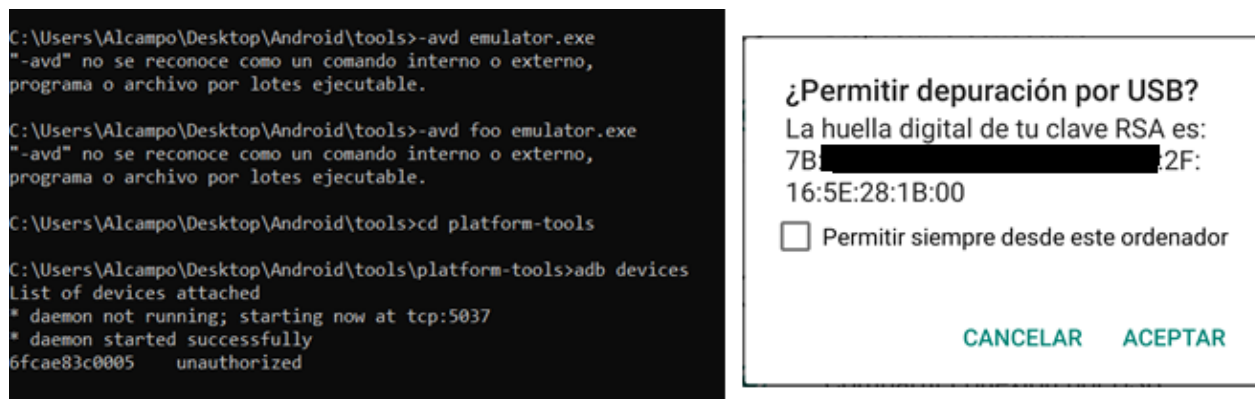 C:\Users\Alcampo\Desktop\Android\tools>-avd emulator.exe
"-avd" no se reconoce como un comando interno o externo,
programa o archivo por lotes ejecutable.
C:\Users\Alcampo\Desktop\Android\tools>-avd foo emulator.exe
"-avd" no se reconoce como un comando interno o externo,
programa o archivo por lotes ejecutable.
C:\Users\Alcampo\Desktop\Android\tools>cd platform-tools
C:\Users\Alcampo\Desktop\Android\tools\platform-tools>adb devices
List of devices attached
* daemon not running; starting now at tcp:5037
* daemon started successfully
6fcae83c0005 unauthorized
¿Permitir depuración por USB?
La huella digital de tu clave RSA es:
7B: :2F:
16:5E:28:1B:00
Permitir siempre desde este ordenador
CANCELAR ACEPTAR